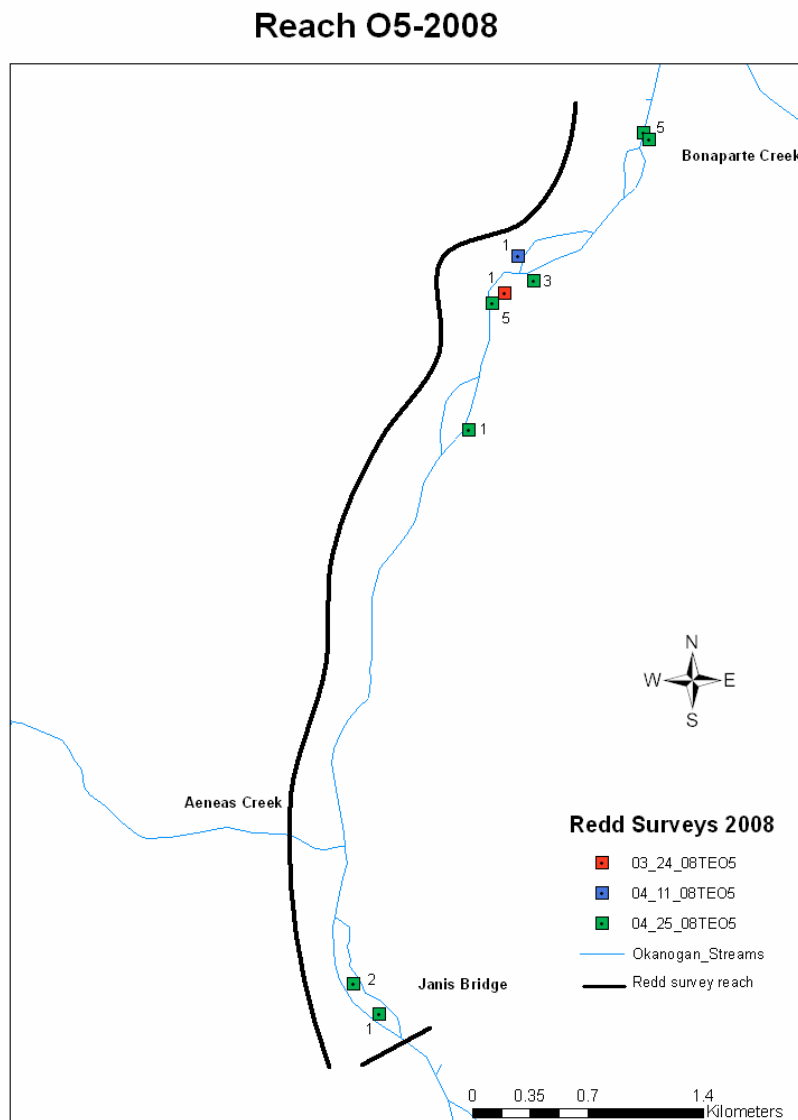 Reach O5-2008
5
Bonaparte Creek
1
1
3
5
1
N
W E
S
Aeneas Creek
Redd Surveys 2008
03_24_08TEO5
04_11_08TEO5
04_25_08TEO5
Okanogan_Streams
Redd survey reach
2
Janis Bridge
1
0 0.35 0.7 1.4
Kilometers